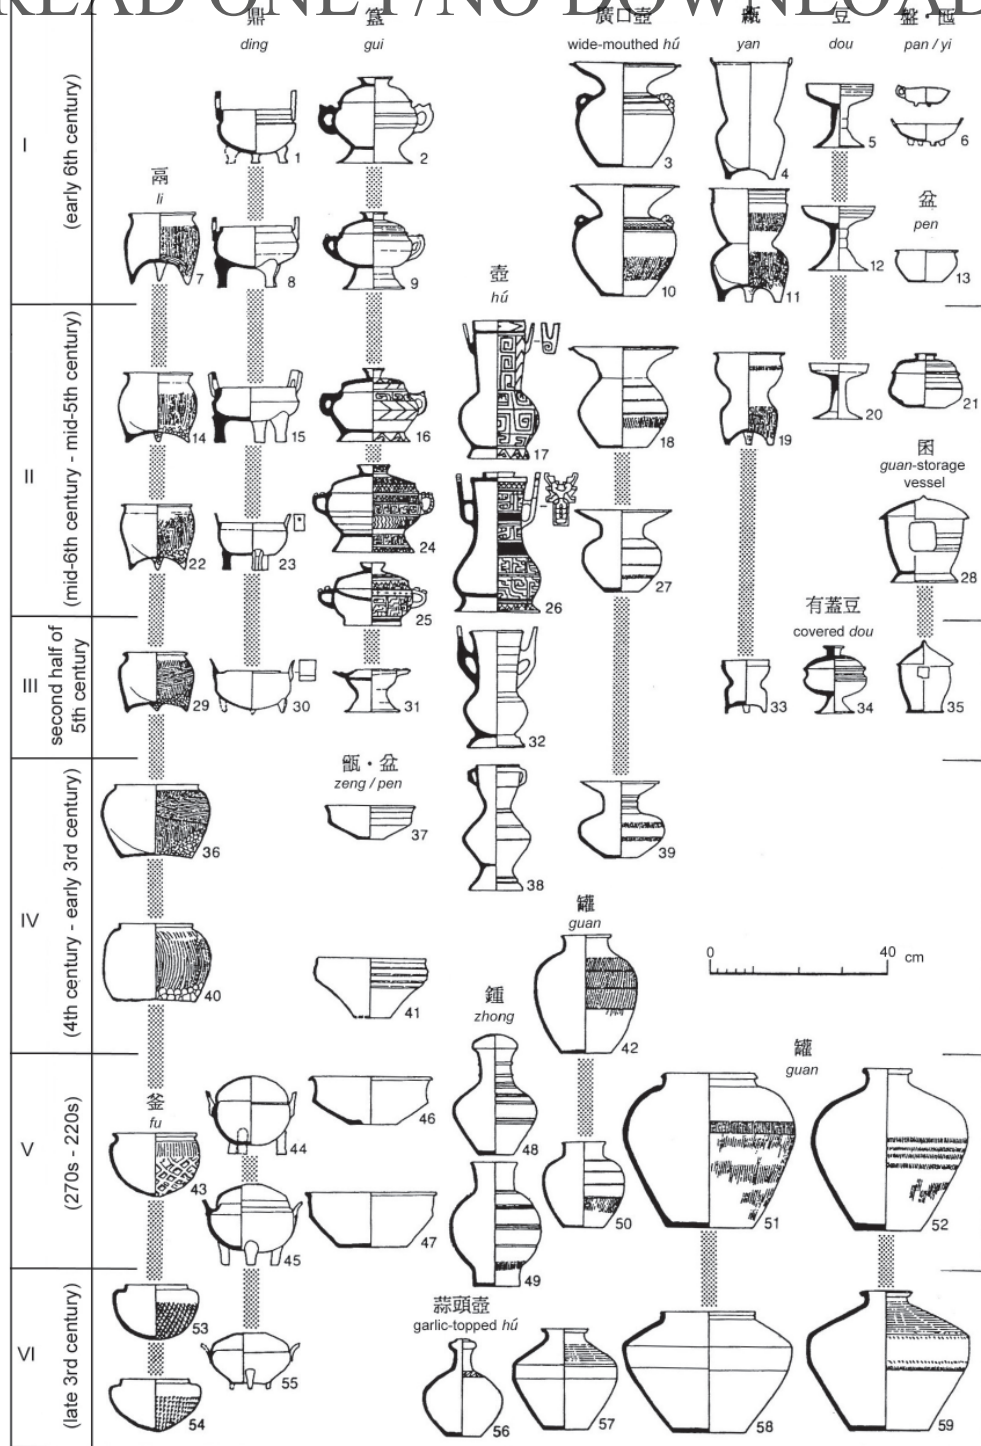 READ ONLY/NO DOWNLOAD
鼎
ding
簋
gui
廣口壺
wide-mouthed hú
甗
yan
豆
dou
盤・匜
pan / yi
I
(early 6th century)
1
2
3
4
5
6
鬲
li
盆
pen
7
8
9
10
11
12
13
壺
hú
II
(mid-6th century - mid-5th century)
14
15
16
17
18
19
20
21
囷
guan-storage
vessel
22
23
24
25
26
27
28
有蓋豆
covered dou
III
second half of
5th century
29
30
31
32
33
34
35
甑・盆
zeng / pen
IV
(4th century - early 3rd century)
36
37
38
39
罐
guan
0 40 cm
40
41
42
鍾
zhong
罐
guan
V
(270s - 220s)
釜
fu
43
44
45
46
47
48
49
50
51
52
VI
(late 3rd century)
蒜頭壺
garlic-topped hú
53
54
55
56
57
58
59